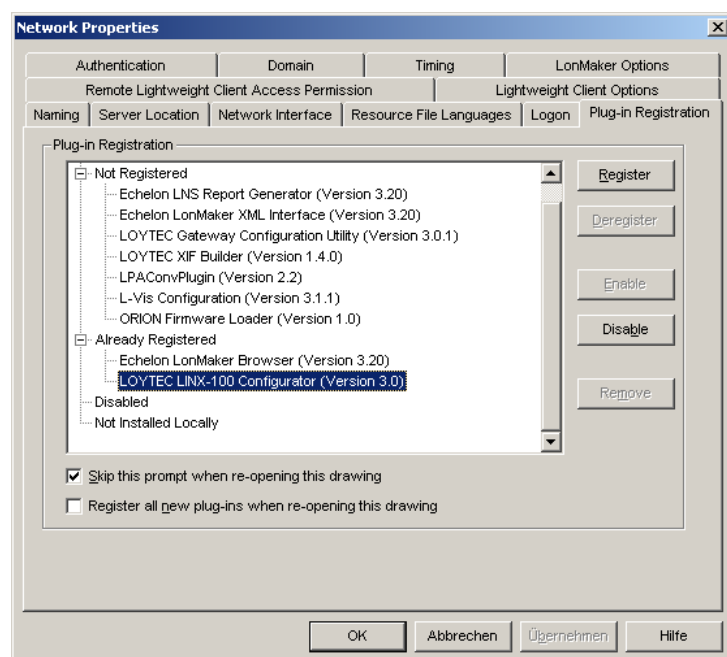 Network Properties
Authentication Domain Timing LonMaker Options
Remote Lightweight Client Access Permission Lightweight Client Options
Naming Server Location Network Interface Resource File Languages Logon Plug-in Registration
Plug-in Registration
Not Registered
Echelon LNS Report Generator (Version 3.20)
Echelon LonMaker XML Interface (Version 3.20)
LOYTEC Gateway Configuration Utility (Version 3.0.1)
LOYTEC XIF Builder (Version 1.4.0)
LPAConvPlugin (Version 2.2)
L-Vis Configuration (Version 3.1.1)
ORION Firmware Loader (Version 1.0)
Already Registered
Echelon LonMaker Browser (Version 3.20)
LOYTEC LINX-100 Configurator (Version 3.0)
Disabled
Not Installed Locally
Register
Deregister
Enable
Disable
Remove
Skip this prompt when re-opening this drawing
Register all new plug-ins when re-opening this drawing
OK Abbrechen Übernehmen Hilfe